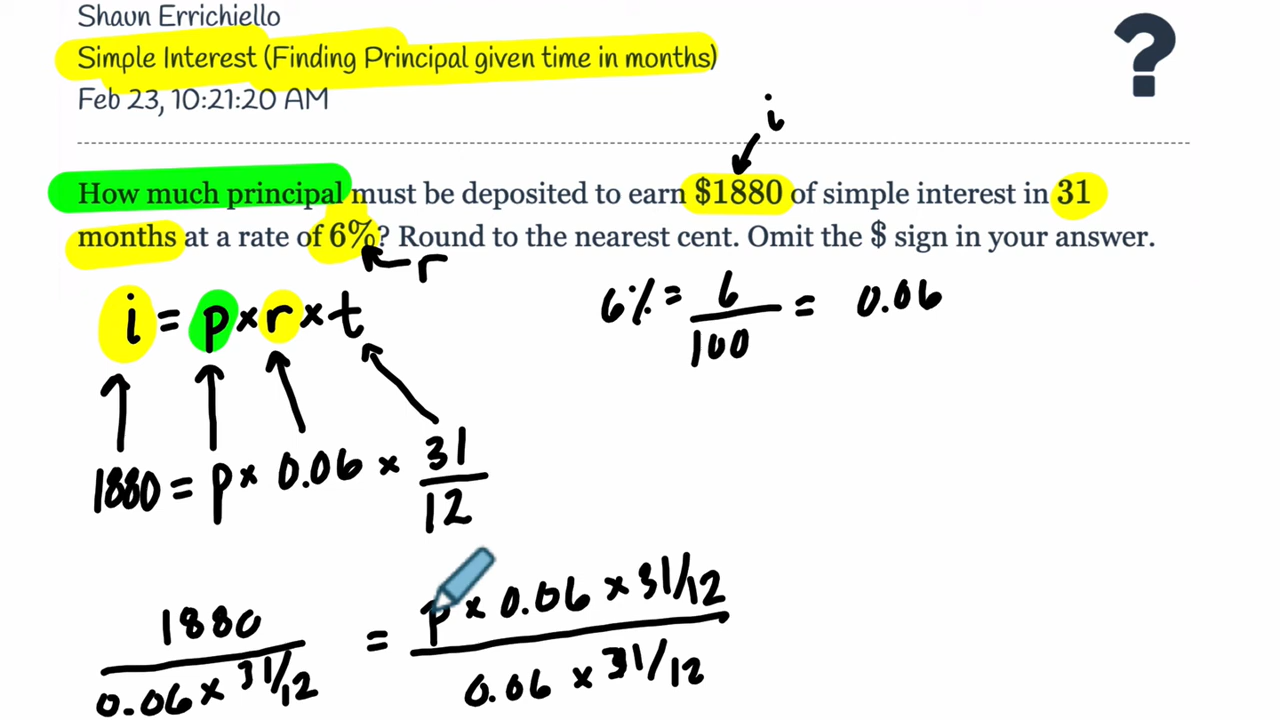 Shaun Errichiello
Simple Interest (Finding Principal given time in months)
Feb 23, 10:21:20 AM
?
i
How much principal must be deposited to earn $1880 of simple interest in 31
months at a rate of 6%? Round to the nearest cent. Omit the $ sign in your answer.
r
i = p × r × t
6% = 6/100 = 0.06
1880 = p × 0.06 × 31/12
1880 / 0.06 × 31/12 = p × 0.06 × 31/12 / 0.06 × 31/12